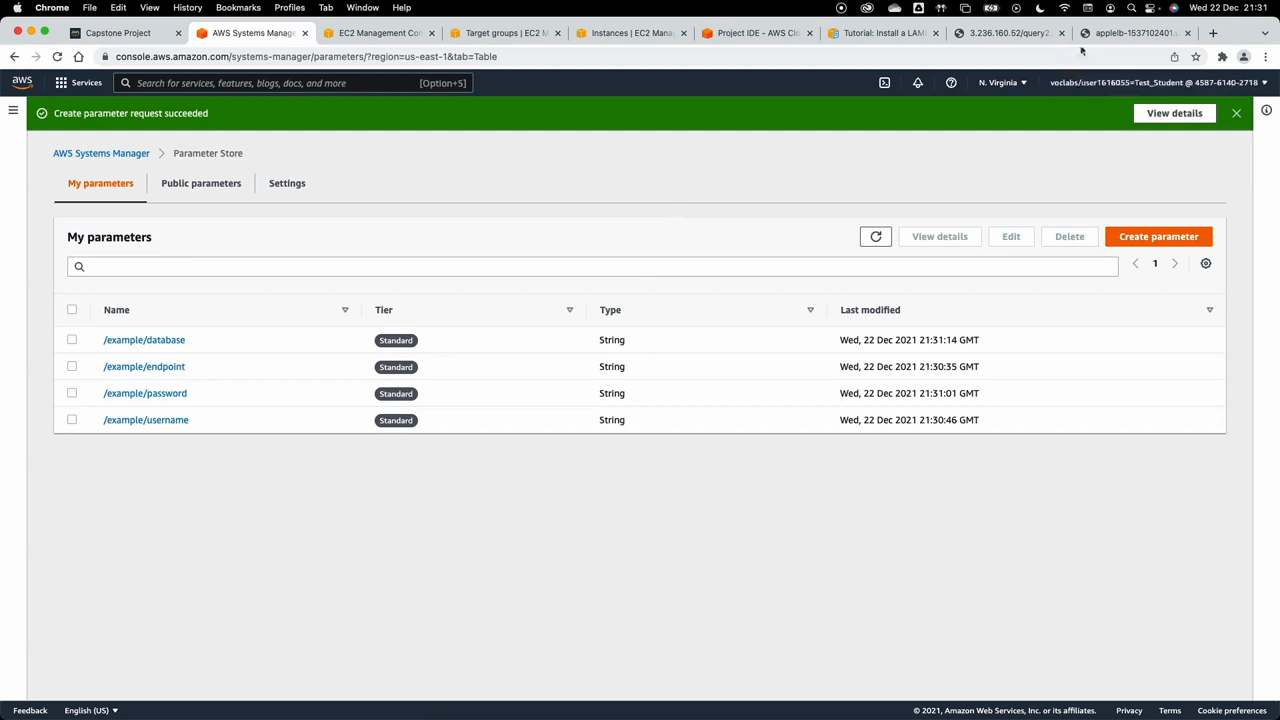 Chrome File Edit View History Bookmarks Profiles Tab Window Help Wed 22 Dec 21:31
Capstone Project AWS Systems Manage EC2 Management Con Target groups | EC2 M Instances | EC2 Mana Project IDE - AWS Clo Tutorial: Install a LAM 3.236.160.52/query2. applelb-1537102401.u
console.aws.amazon.com/systems-manager/parameters/?region=us-east-1&tab=Table
aws Services Search for services, features, blogs, docs, and more [Option+S] N. Virginia voclabs/user1616055=Test_Student @ 4587-6140-2718
Create parameter request succeeded View details
AWS Systems Manager Parameter Store
My parameters Public parameters Settings
My parameters View details Edit Delete Create parameter
1
Name Tier Type Last modified
/example/database Standard String Wed, 22 Dec 2021 21:31:14 GMT
/example/endpoint Standard String Wed, 22 Dec 2021 21:30:35 GMT
/example/password Standard String Wed, 22 Dec 2021 21:31:01 GMT
/example/username Standard String Wed, 22 Dec 2021 21:30:46 GMT
Feedback English (US) © 2021, Amazon Web Services, Inc. or its affiliates. Privacy Terms Cookie preferences